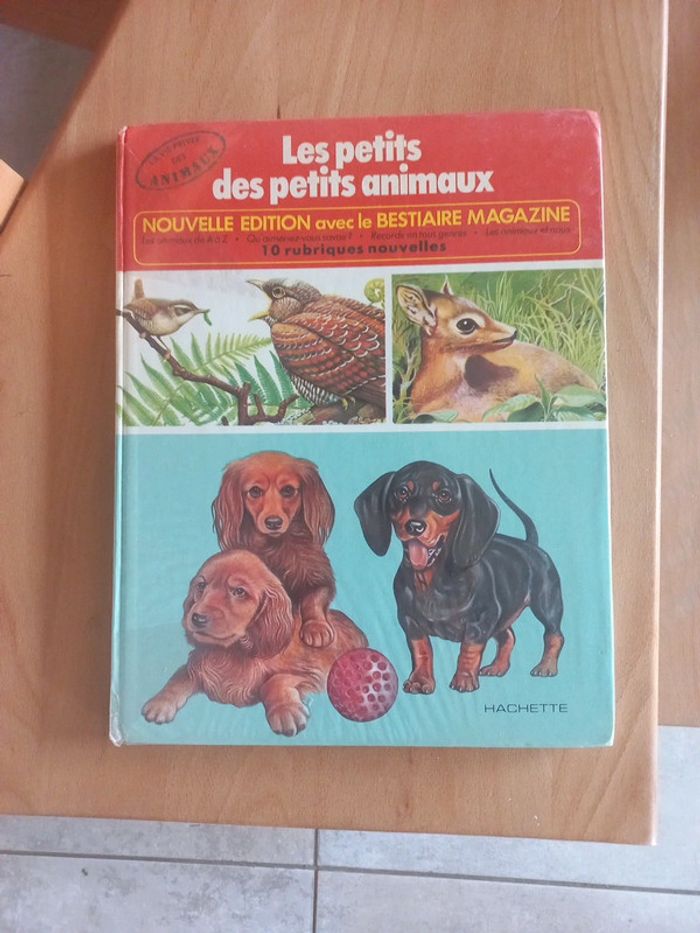 LA VIE PRIVEE
DES
ANIMAUX
Les petits
des petits animaux
NOUVELLE EDITION avec le BESTIAIRE MAGAZINE
Les animaux de A à Z • Qu'aimeriez-vous savoir? • Records en tous genres • Les animaux et nous
10 rubriques nouvelles
HACHETTE